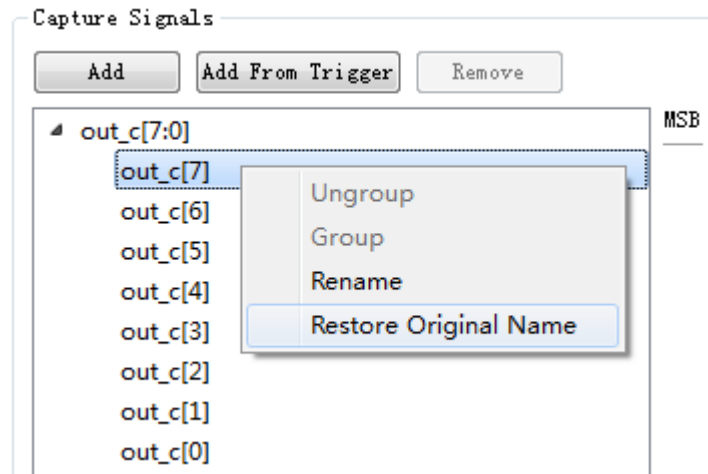 Capture Signals
Add
Add From Trigger
Remove
MSB
out_c[7:0]
out_c[7]
out_c[6]
out_c[5]
out_c[4]
out_c[3]
out_c[2]
out_c[1]
out_c[0]
Ungroup
Group
Rename
Restore Original Name